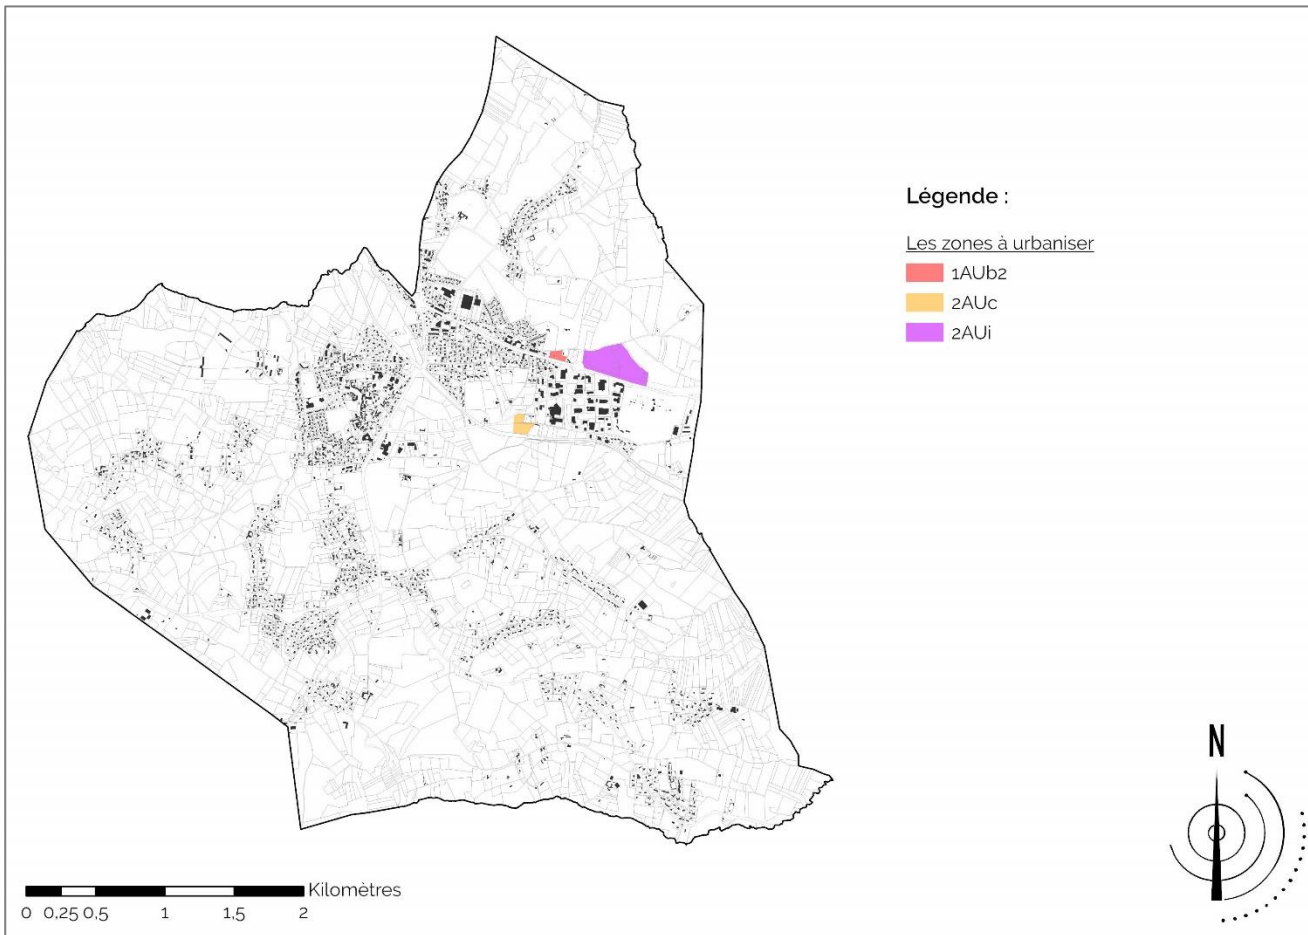 Légende :
Les zones à urbaniser
1AUb2
2AUc
2AUi
N
Kilomètres
0 0,25 0,5 1 1,5 2